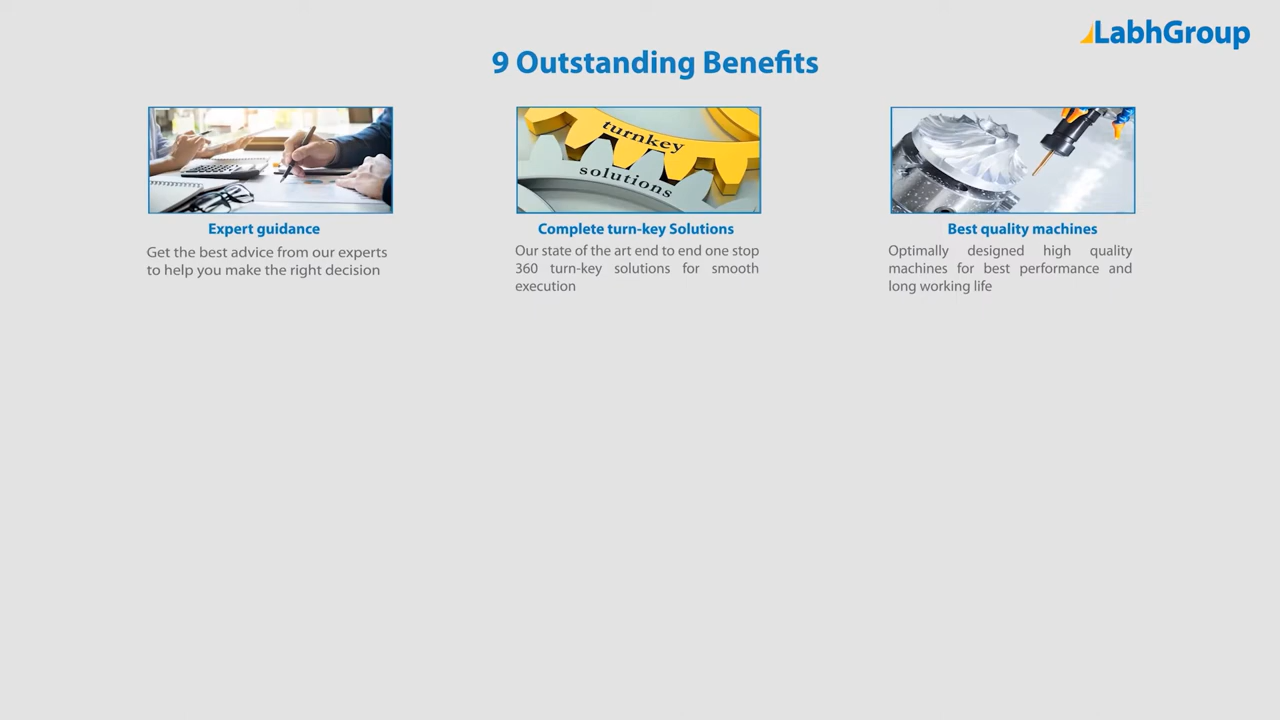 LabhGroup
9 Outstanding Benefits
turnkey
solutions
Expert guidance
Get the best advice from our experts
to help you make the right decision
Complete turn-key Solutions
Our state of the art end to end one stop
360 turn-key solutions for smooth
execution
Best quality machines
Optimally designed high quality
machines for best performance and
long working life